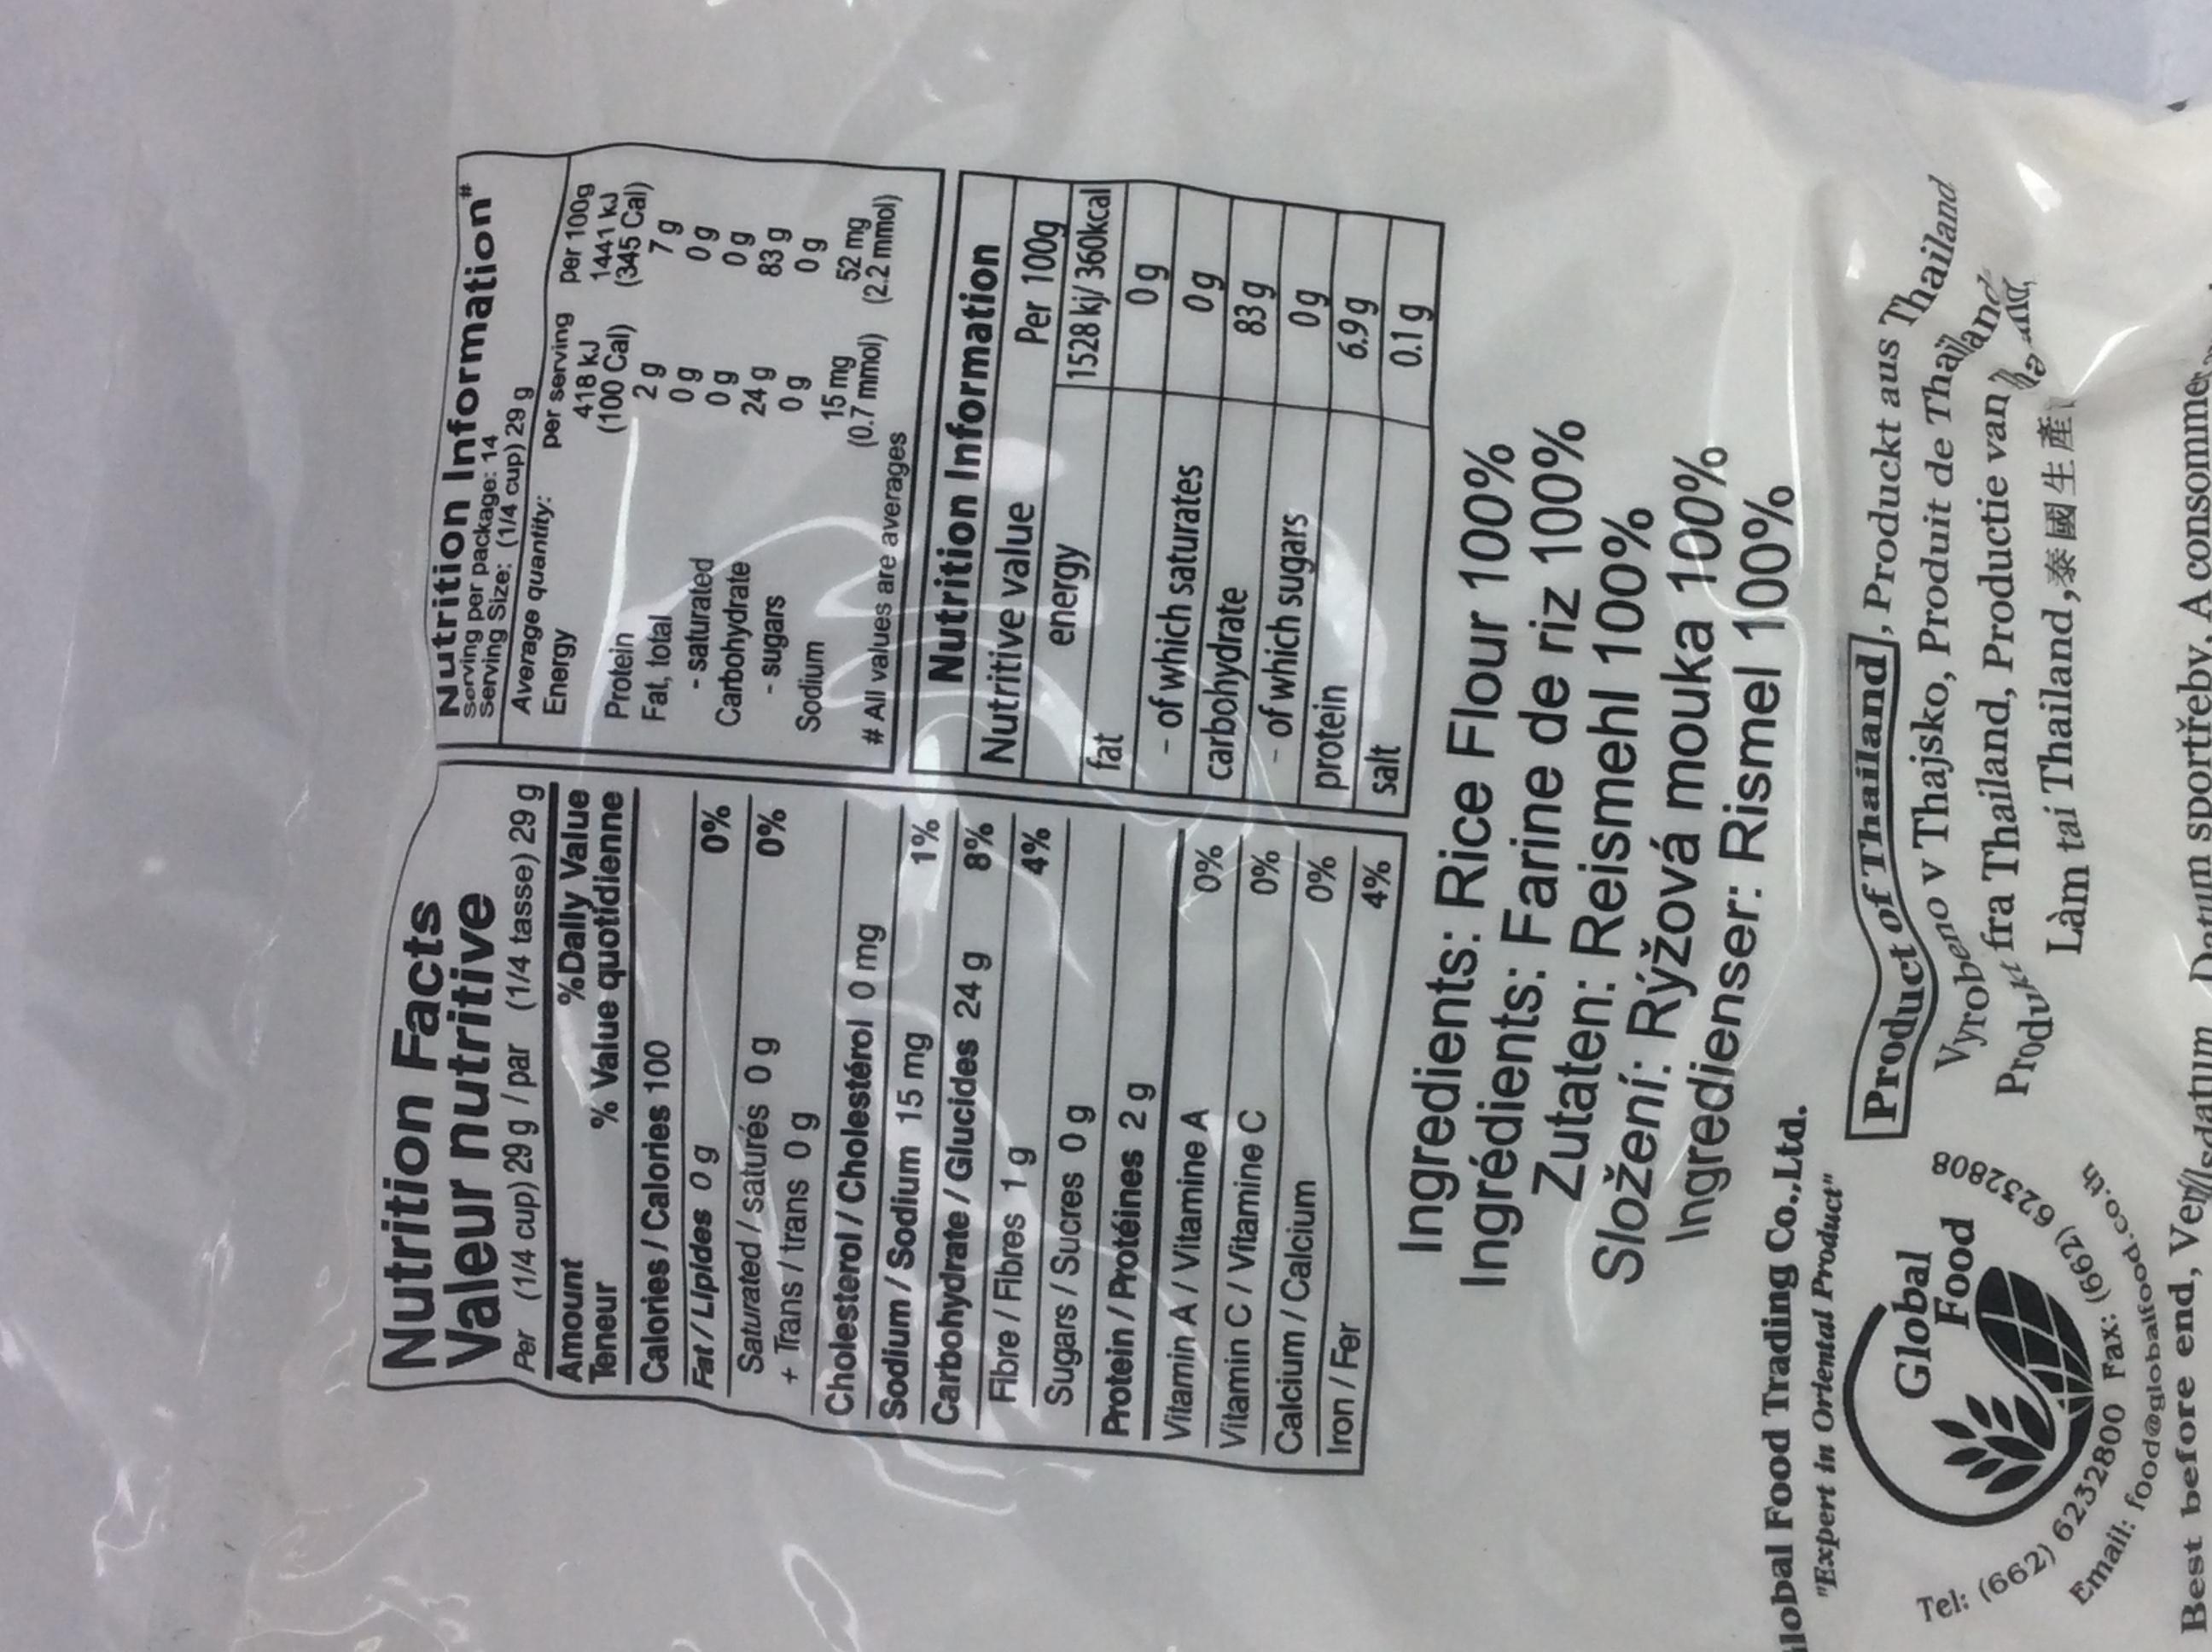 Nutrition Facts
Valeur nutritive
Per (1/4 cup) 29 g / par (1/4 tasse) 29 g
Amount %Daily Value
Teneur % Value quotidienne
Calories / Calories 100
Fat / Lipides 0 g 0%
Saturated / saturés 0 g 0%
+ Trans / trans 0 g
Cholesterol / Cholestérol 0 mg
Sodium / Sodium 15 mg 1%
Carbohydrate / Glucides 24 g 8%
Fibre / Fibres 1 g 4%
Sugars / Sucres 0 g
Protein / Protéines 2 g
Vitamin A / Vitamine A 0%
Vitamin C / Vitamine C 0%
Calcium / Calcium 0%
Iron / Fer 4%
Nutrition Information#
Serving per package: 14
Serving Size: (1/4 cup) 29 g
Average quantity: per serving per 100g
Energy 418 kJ 1441 kJ
(100 Cal) (345 Cal)
Protein 2 g 7 g
Fat, total 0 g 0 g
- saturated 0 g 0 g
Carbohydrate 24 g 83 g
- sugars 0 g 0 g
Sodium 15 mg 52 mg
(0.7 mmol) (2.2 mmol)
# All values are averages
Nutrition Information
Nutritive value Per 100g
energy 1528 kj/ 360kcal
fat 0 g
- of which saturates 0 g
carbohydrate 83 g
- of which sugars 0 g
protein 6.9 g
salt 0.1 g
Ingredients: Rice Flour 100%
Ingrédients: Farine de riz 100%
Zutaten: Reismehl 100%
Složení: Rýžová mouka 100%
Ingredienser: Rismel 100%
Global Food Trading Co.,Ltd.
"Expert in Oriental Product"
Global
Food
Tel: (662) 6232800 Fax: (662) 6232808
Email: food@globalfood.co.th
Product of Thailand, Produckt aus Thailand
Vyrobeno v Thajsko, Produit de Thaïlande
Produkt fra Thailand, Productie van
Làm tai Thailand,泰國生產
Best before end, Datum sportřeby, A consommer